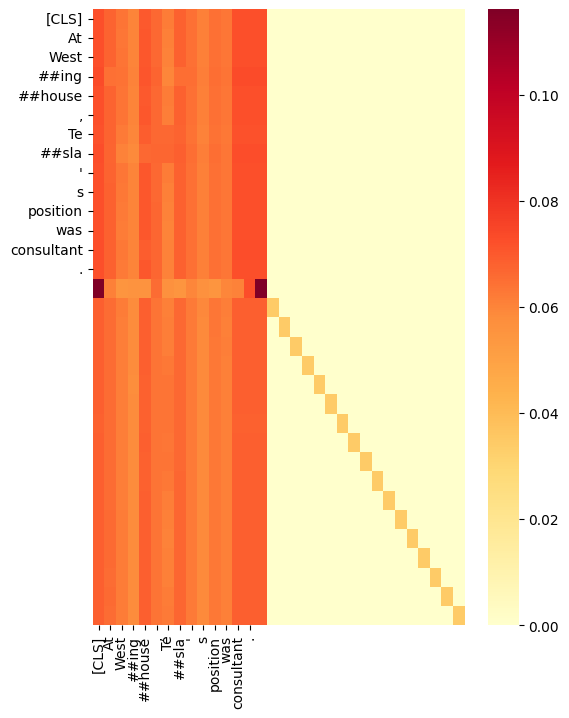 [CLS]
At
West
##ing
##house
,
Te
##sla
'
s
position
was
consultant
.
0.10
0.08
0.06
0.04
0.02
0.00
[CLS]
At
West
##ing
##house
,
Te
##sla
'
s
position
was
consultant
.